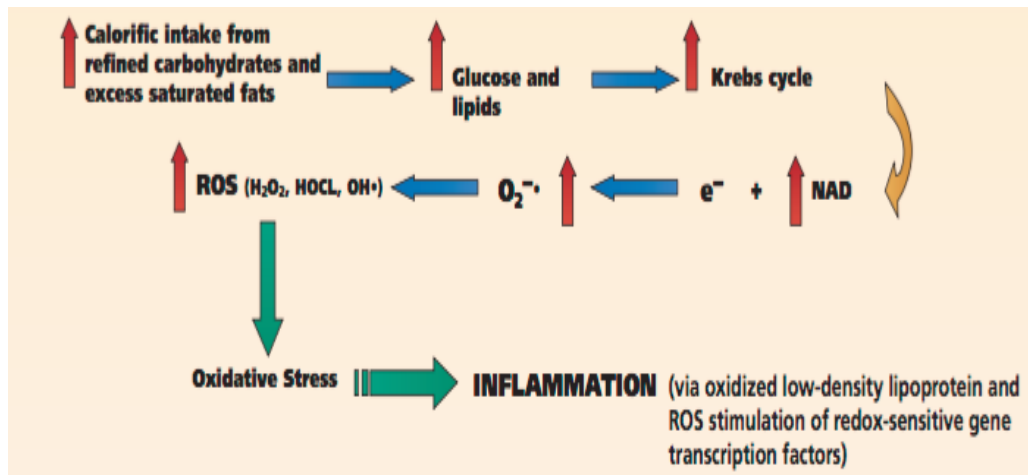 Calorific intake from
refined carbohydrates and
excess saturated fats
Glucose and
lipids
Krebs cycle
ROS (H₂O₂, HOCL, OH•)
O₂⁻•
e⁻ + NAD
Oxidative Stress
INFLAMMATION (via oxidized low-density lipoprotein and
ROS stimulation of redox-sensitive gene
transcription factors)